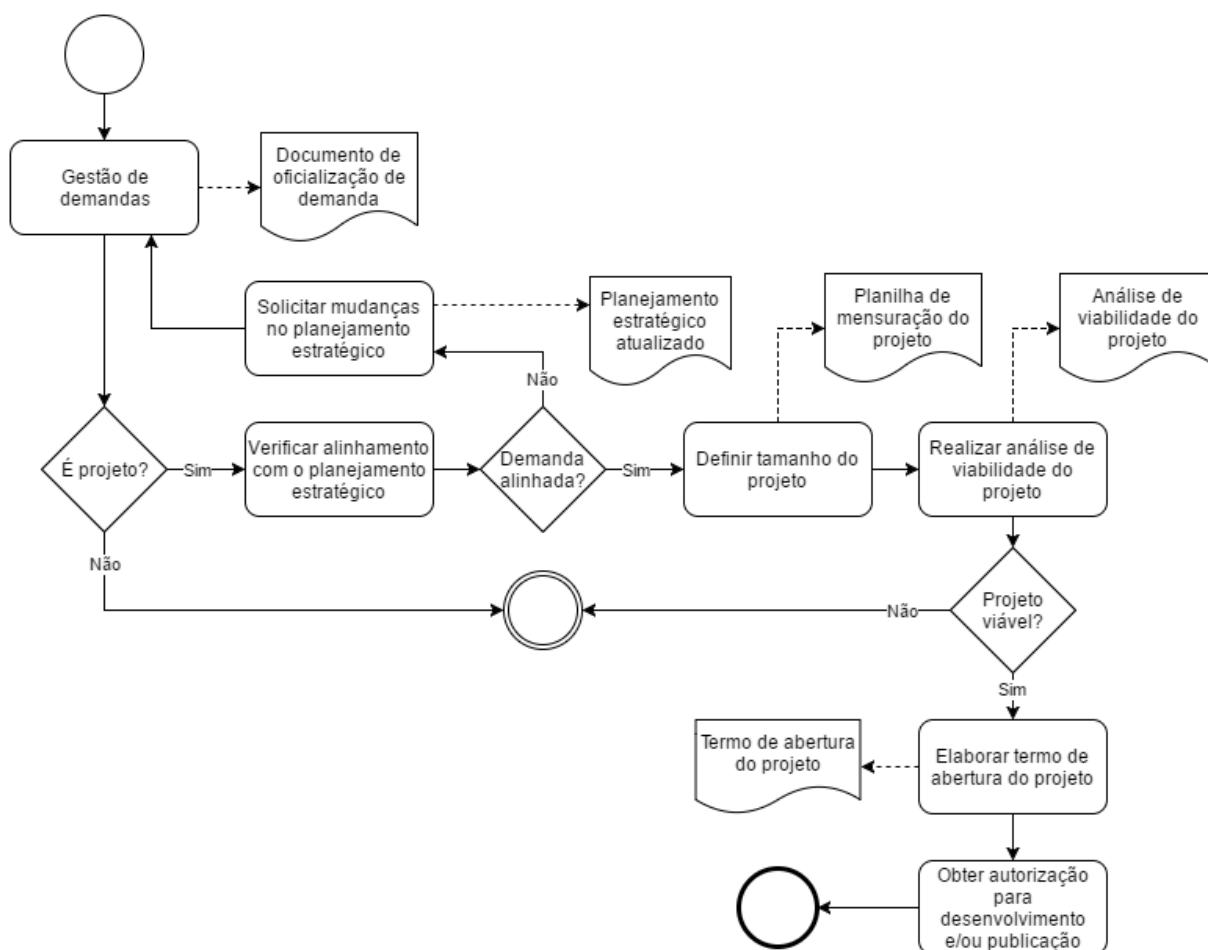 Gestão de
demandas
Documento de
oficialização de
demanda
Solicitar mudanças
no planejamento
estratégico
Planejamento
estratégico
atualizado
Planilha de
mensuração do
projeto
Análise de
viabilidade do
projeto
Não
É projeto?
Sim
Verificar alinhamento
com o planejamento
estratégico
Demanda
alinhada?
Sim
Definir tamanho do
projeto
Realizar análise de
viabilidade do
projeto
Não
Não
Projeto
viável?
Sim
Termo de abertura
do projeto
Elaborar termo de
abertura do projeto
Obter autorização
para
desenvolvimento
e/ou publicação